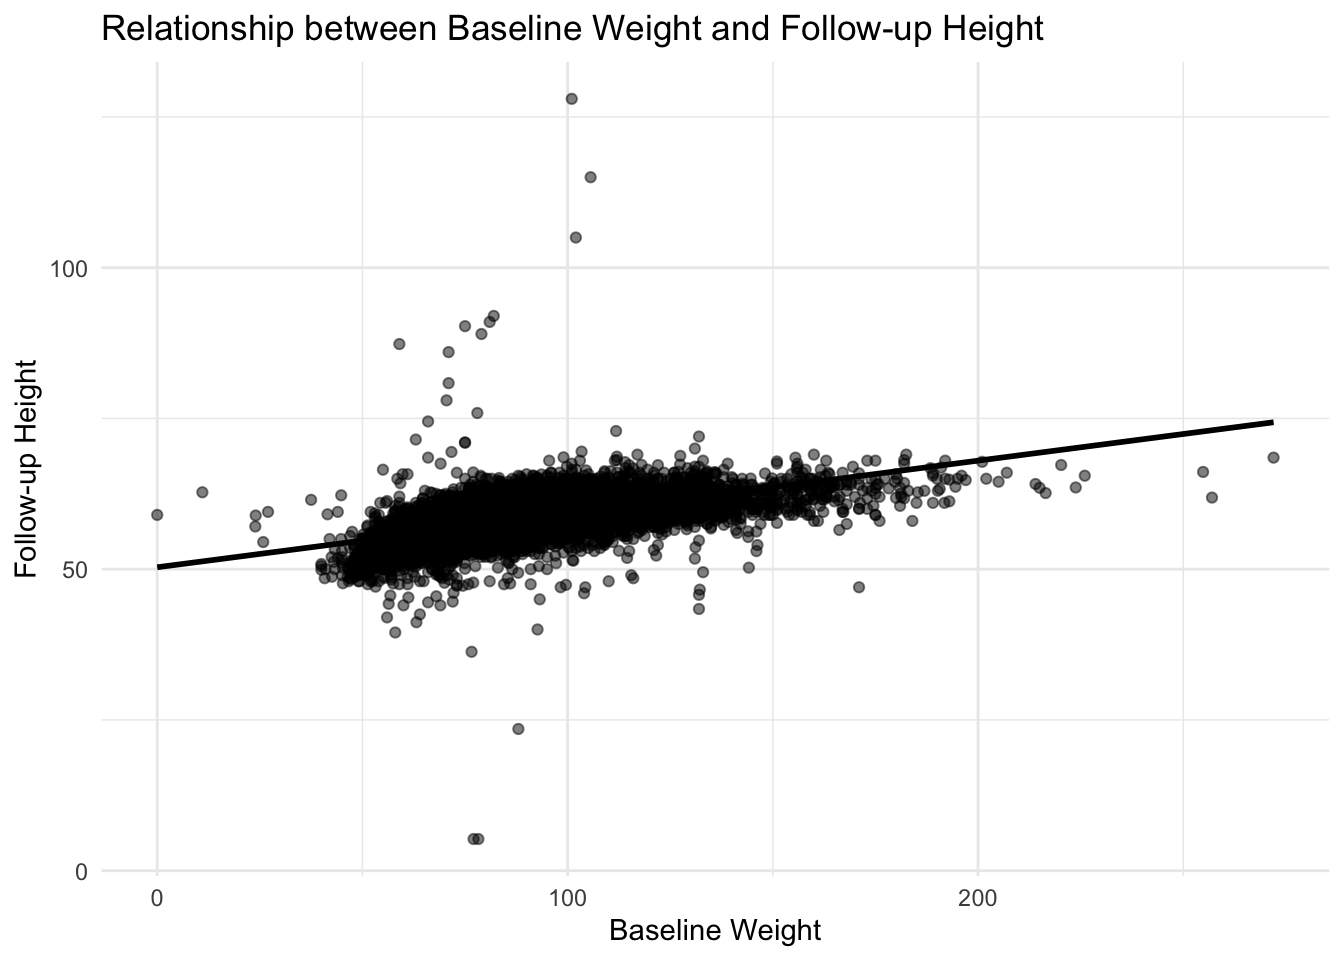 Relationship between Baseline Weight and Follow-up Height
Follow-up Height
100
50
0
0 100 200
Baseline Weight